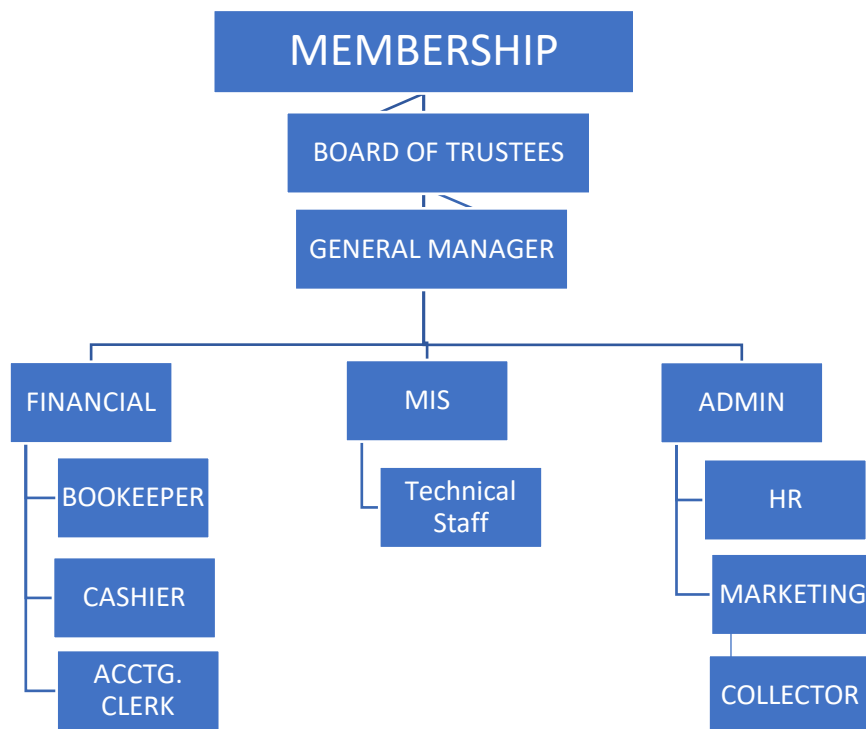 MEMBERSHIP
BOARD OF TRUSTEES
GENERAL MANAGER
FINANCIAL
MIS
ADMIN
BOOKEEPER
Technical
Staff
HR
CASHIER
MARKETING
ACCTG.
CLERK
COLLECTOR